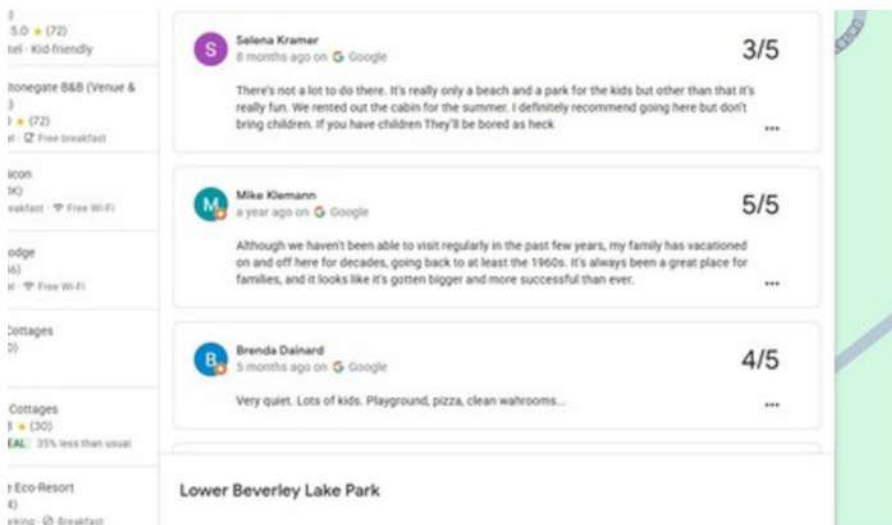 5.0 ★ (72)
Kid-friendly
B&B (Venue &
(72)
Free breakfast
Free Wi-Fi
Free Wi-Fi
Cottages
Cottages
(30)
35% less than usual
Eco-Resort
Breakfast
S
Selena Kramer
8 months ago on Google
3/5
There's not a lot to do there. It's really only a beach and a park for the kids but other than that it's
really fun. We rented out the cabin for the summer. I definitely recommend going here but don't
bring children. If you have children They'll be bored as heck
M
Mike Klemann
a year ago on Google
5/5
Although we haven't been able to visit regularly in the past few years, my family has vacationed
on and off here for decades, going back to at least the 1960s. It's always been a great place for
families, and it looks like it's gotten bigger and more successful than ever.
B
Brenda Dainard
5 months ago on Google
4/5
Very quiet. Lots of kids. Playground, pizza, clean wahrooms...
Lower Beverley Lake Park